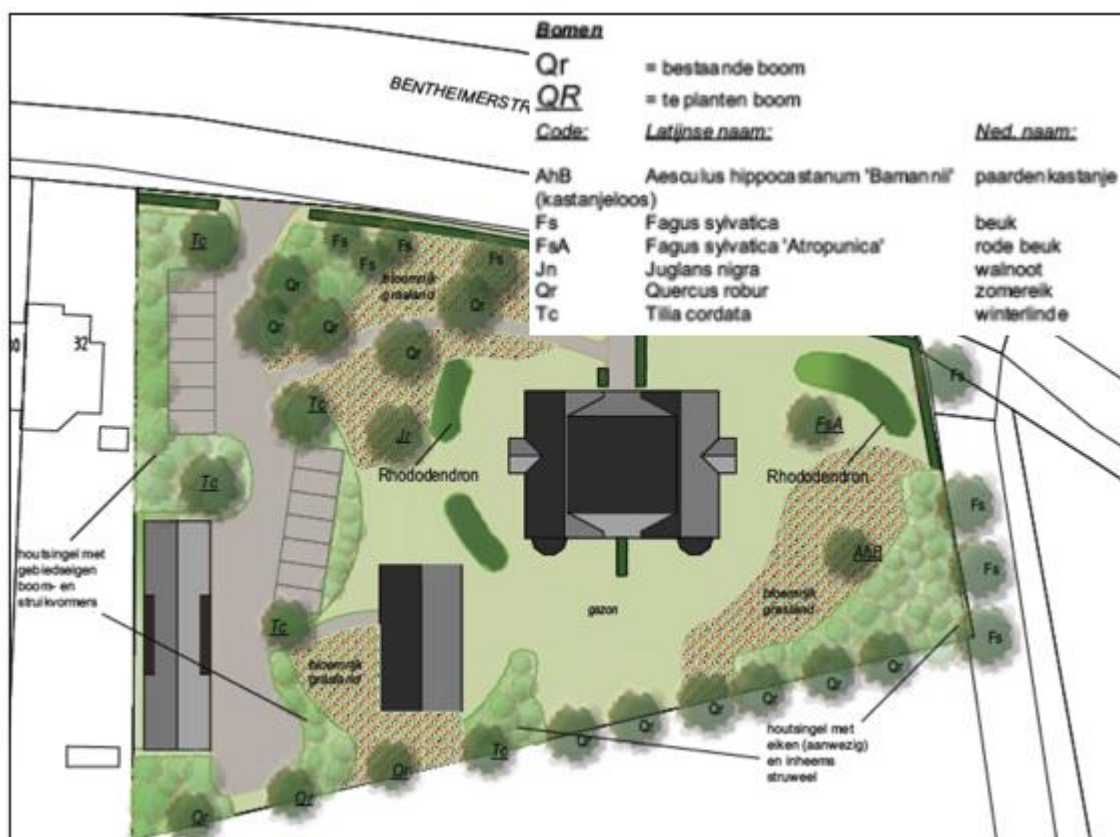 Bomen
Qr = bestaande boom
QR = te planten boom
Code: Latijnse naam: Ned. naam:
AhB Aesculus hippocastanum 'Bamannii' paardenkastanje
(kastanjeloos)
Fs Fagus sylvatica beuk
FsA Fagus sylvatica 'Atropunica' rode beuk
Jn Juglans nigra walnoot
Qr Quercus robur zomereik
Tc Tilia cordata winterlinde
BENTHEIMERSTR
Tc
Fs
Fs
Fs
Fs
bloemrijk
grasland
Qr
Qr
Qr
Qr
Qr
32
Tc
Jr
Rhododendron
FsA
Rhododendron
Fs
Tc
Fs
houtsingel met
gebiedseigen
boom- en
struikvormers
AhB
Fs
bloemrijk
grasland
gazon
Tc
Fs
bloemrijk
grasland
Qr
Qr
Qr
Qr
Qr
Qr
Tc
houtsingel met
eiken (aanwezig)
en inheems
struweel
Qr
Qr
Qr